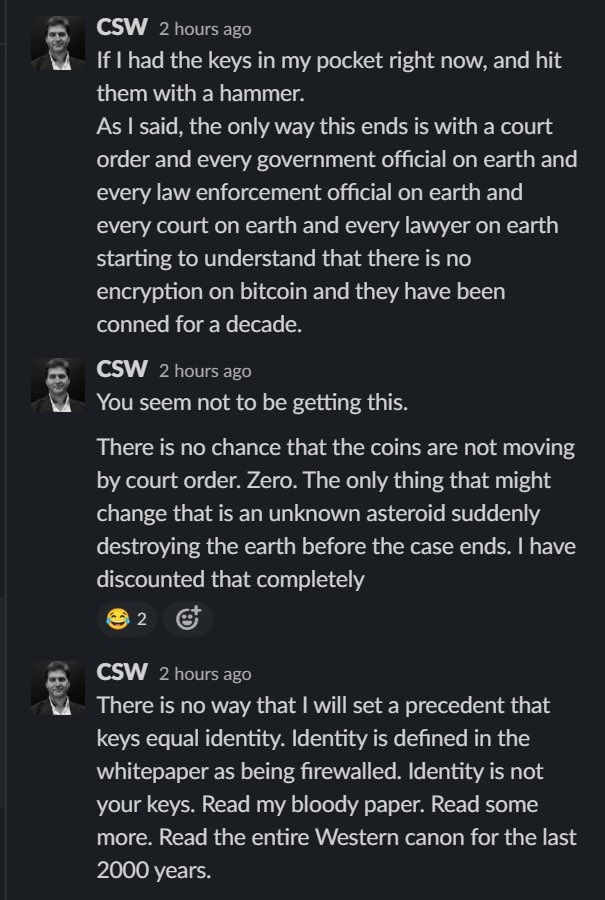 CSW 2 hours ago
If I had the keys in my pocket right now, and hit
them with a hammer.
As I said, the only way this ends is with a court
order and every government official on earth and
every law enforcement official on earth and
every court on earth and every lawyer on earth
starting to understand that there is no
encryption on bitcoin and they have been
conned for a decade.
CSW 2 hours ago
You seem not to be getting this.
There is no chance that the coins are not moving
by court order. Zero. The only thing that might
change that is an unknown asteroid suddenly
destroying the earth before the case ends. I have
discounted that completely
😂 2
CSW 2 hours ago
There is no way that I will set a precedent that
keys equal identity. Identity is defined in the
whitepaper as being firewalled. Identity is not
your keys. Read my bloody paper. Read some
more. Read the entire Western canon for the last
2000 years.